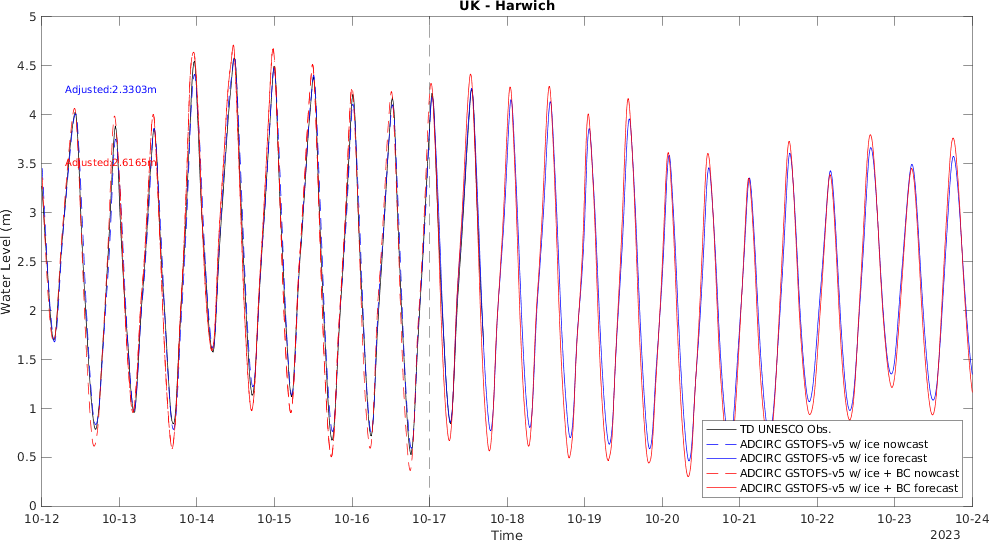 UK - Harwich
5
4.5
4
3.5
3
2.5
2
1.5
1
0.5
0
Water Level (m)
Adjusted:2.3303m
Adjusted:2.6165m
TD UNESCO Obs.
ADCIRC GSTOFS-v5 w/ ice nowcast
ADCIRC GSTOFS-v5 w/ ice forecast
ADCIRC GSTOFS-v5 w/ ice + BC nowcast
ADCIRC GSTOFS-v5 w/ ice + BC forecast
10-12 10-13 10-14 10-15 10-16 10-17 10-18 10-19 10-20 10-21 10-22 10-23 10-24
Time
2023